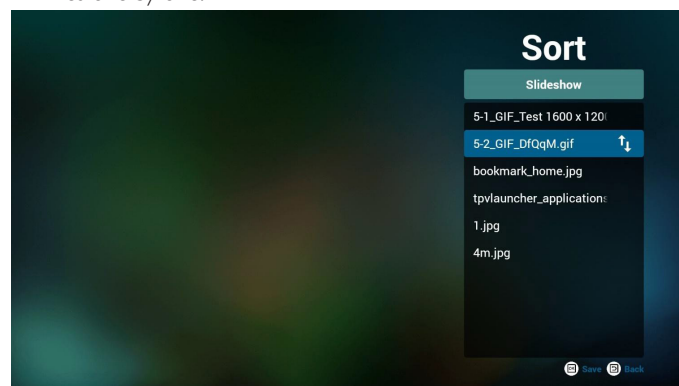 Sort
Slideshow
5-1_GIF_Test 1600 x 120
5-2_GIF_DfQqM.gif
bookmark_home.jpg
tpvlauncher_applications
1.jpg
4m.jpg
Save Back